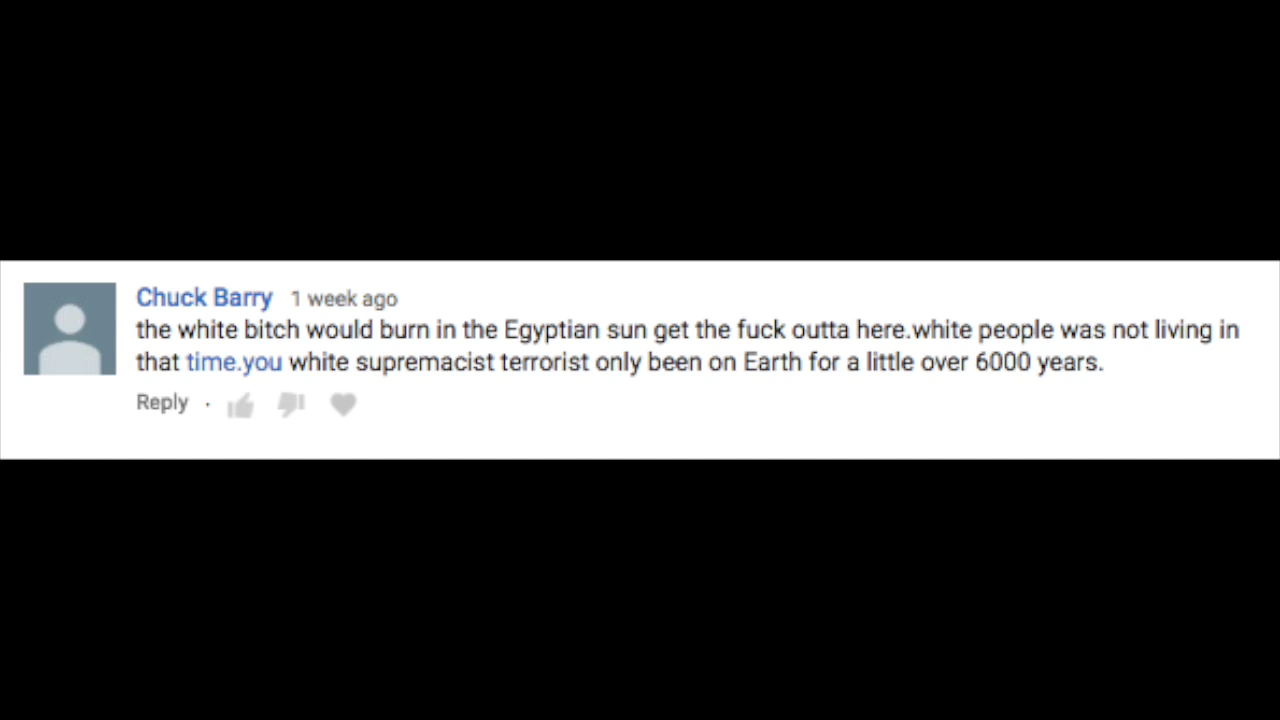 Chuck Barry 1 week ago
the white bitch would burn in the Egyptian sun get the fuck outta here.white people was not living in
that time.you white supremacist terrorist only been on Earth for a little over 6000 years.
Reply ·